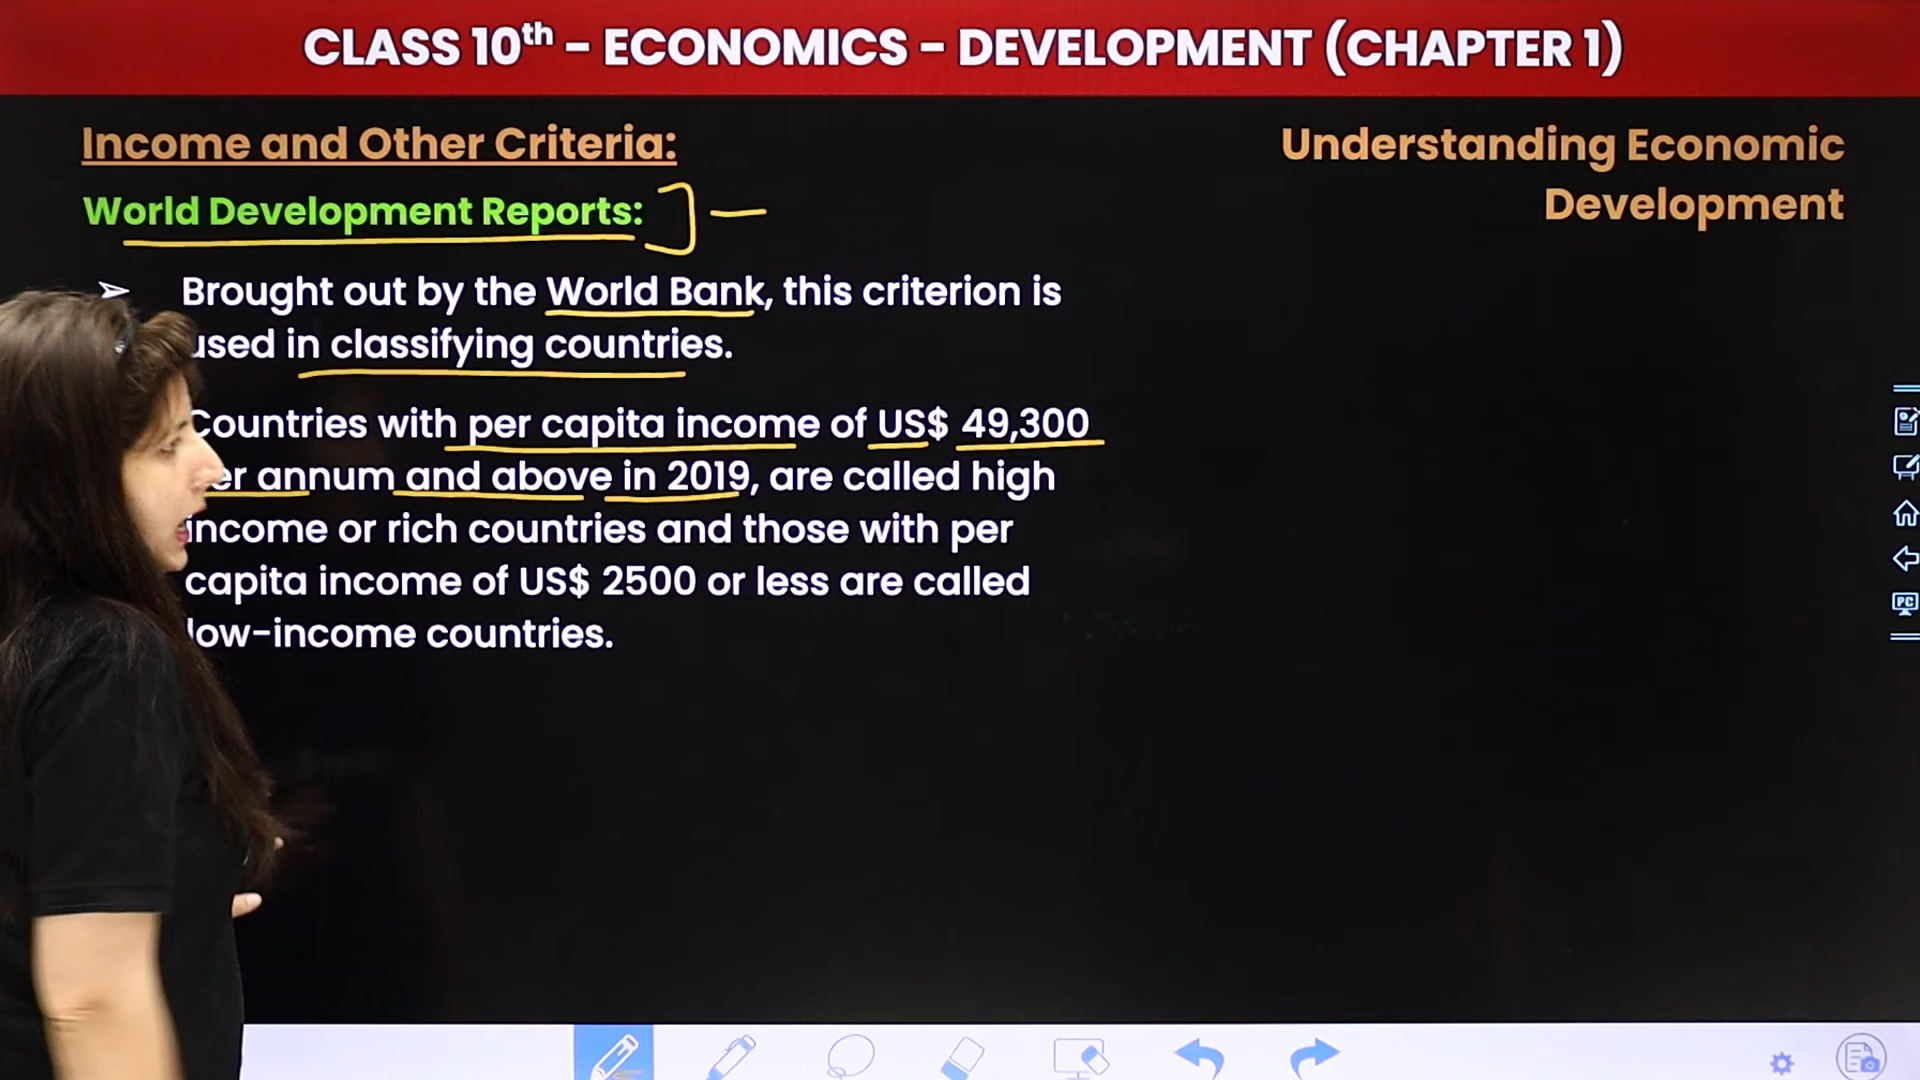 CLASS 10th - ECONOMICS - DEVELOPMENT (CHAPTER 1)
Income and Other Criteria:
World Development Reports:
Understanding Economic
Development
Brought out by the World Bank, this criterion is
used in classifying countries.
Countries with per capita income of US$ 49,300
per annum and above in 2019, are called high
income or rich countries and those with per
capita income of US$ 2500 or less are called
low-income countries.
PC